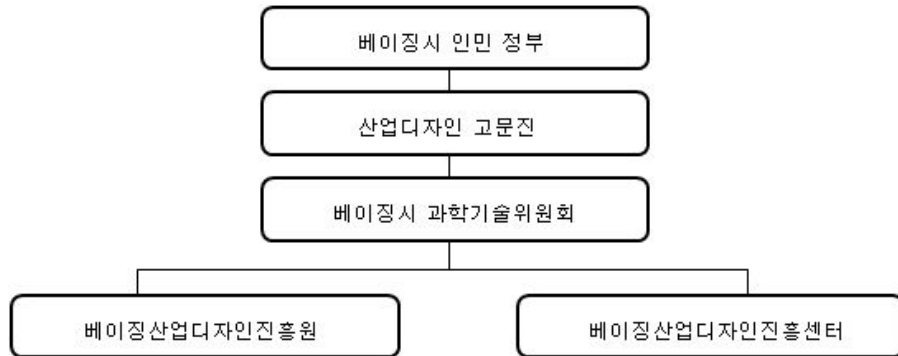 베이징시 인민 정부
산업디자인 고문진
베이징시 과학기술위원회
베이징산업디자인진흥원
베이징산업디자인진흥센터